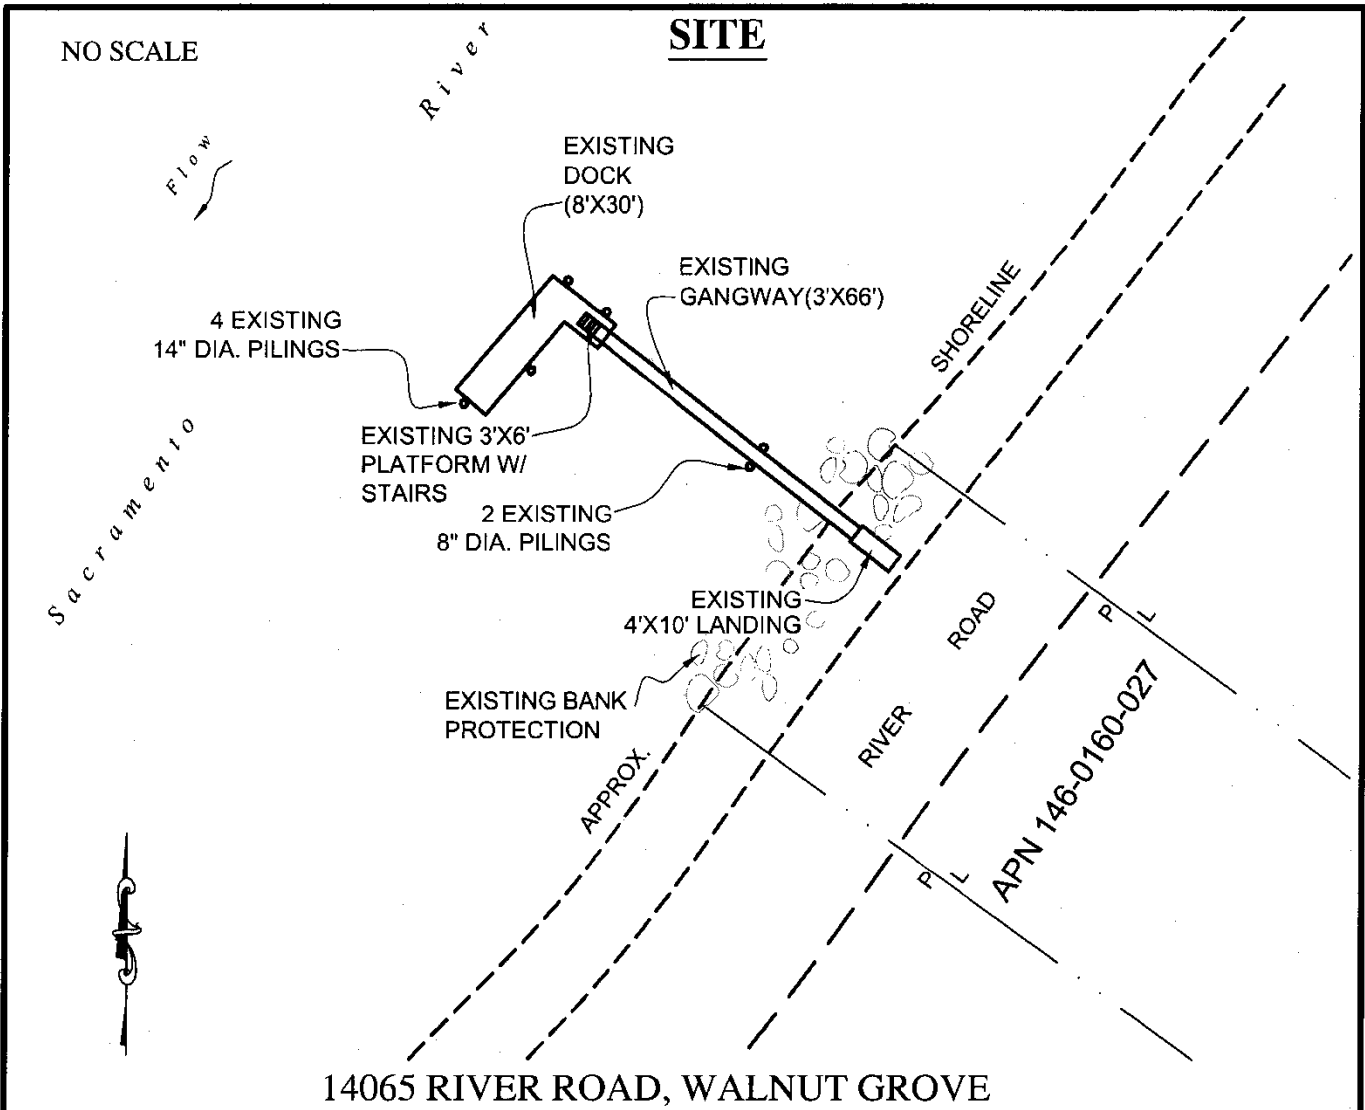 SITE
NO SCALE
River
Flow
EXISTING
DOCK
(8'X30')
EXISTING
GANGWAY(3'X66')
4 EXISTING
14" DIA. PILINGS
SHORELINE
EXISTING 3'X6'
PLATFORM W/
STAIRS
Sacramento
2 EXISTING
8" DIA. PILINGS
EXISTING
4'X10' LANDING
ROAD
P L
EXISTING BANK
PROTECTION
RIVER
APPROX.
APN 146-0160-027
P L
14065 RIVER ROAD, WALNUT GROVE